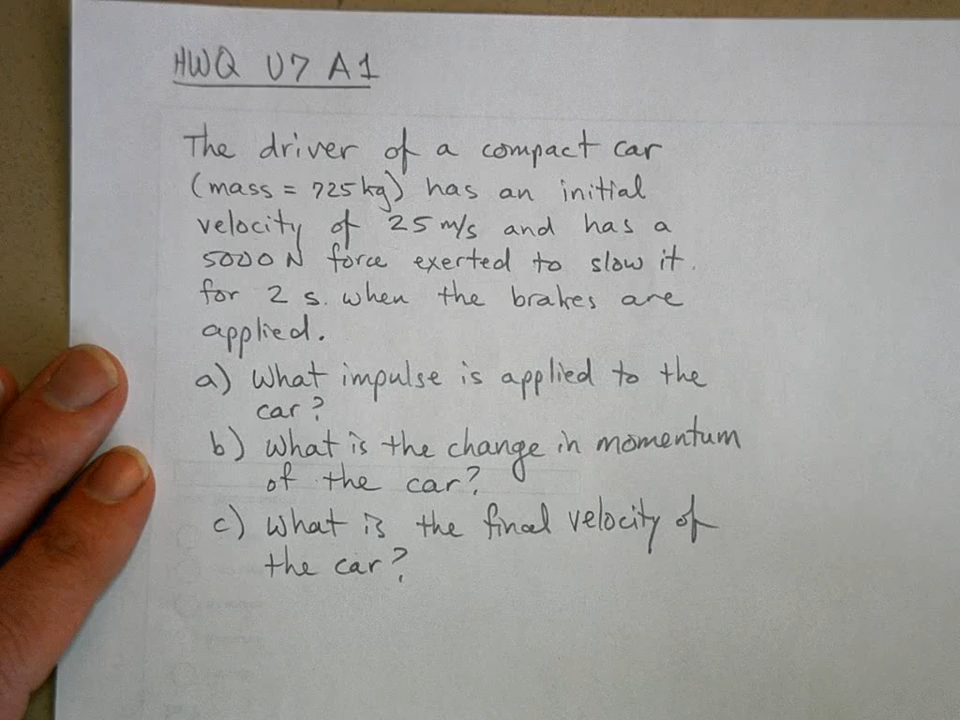 HWQ U7 A1
The driver of a compact car
(mass = 725 kg) has an initial
velocity of 25 m/s and has a
5000 N force exerted to slow it
for 2 s. when the brakes are
applied.
a) What impulse is applied to the
car?
b) What is the change in momentum
of the car?
c) What is the final velocity of
the car?